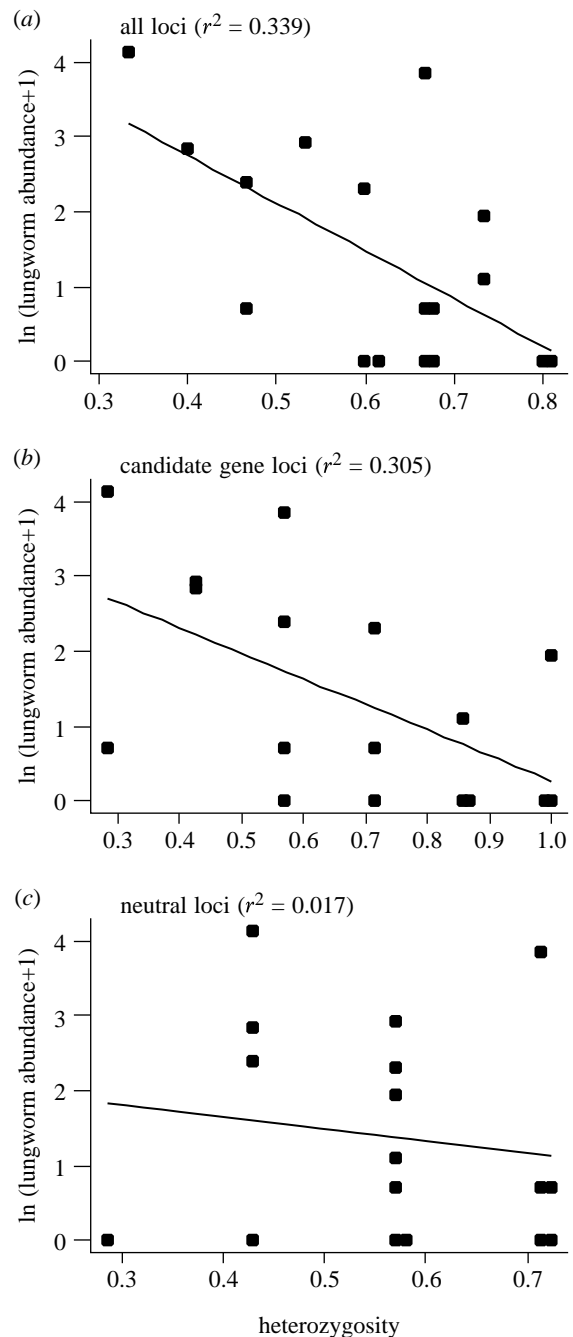 (a) all loci (r² = 0.339)
ln (lungworm abundance+1)
4
3
2
1
0
0.3 0.4 0.5 0.6 0.7 0.8
(b) candidate gene loci (r² = 0.305)
ln (lungworm abundance+1)
4
3
2
1
0
0.3 0.4 0.5 0.6 0.7 0.8 0.9 1.0
(c) neutral loci (r² = 0.017)
ln (lungworm abundance+1)
4
3
2
1
0
0.3 0.4 0.5 0.6 0.7
heterozygosity